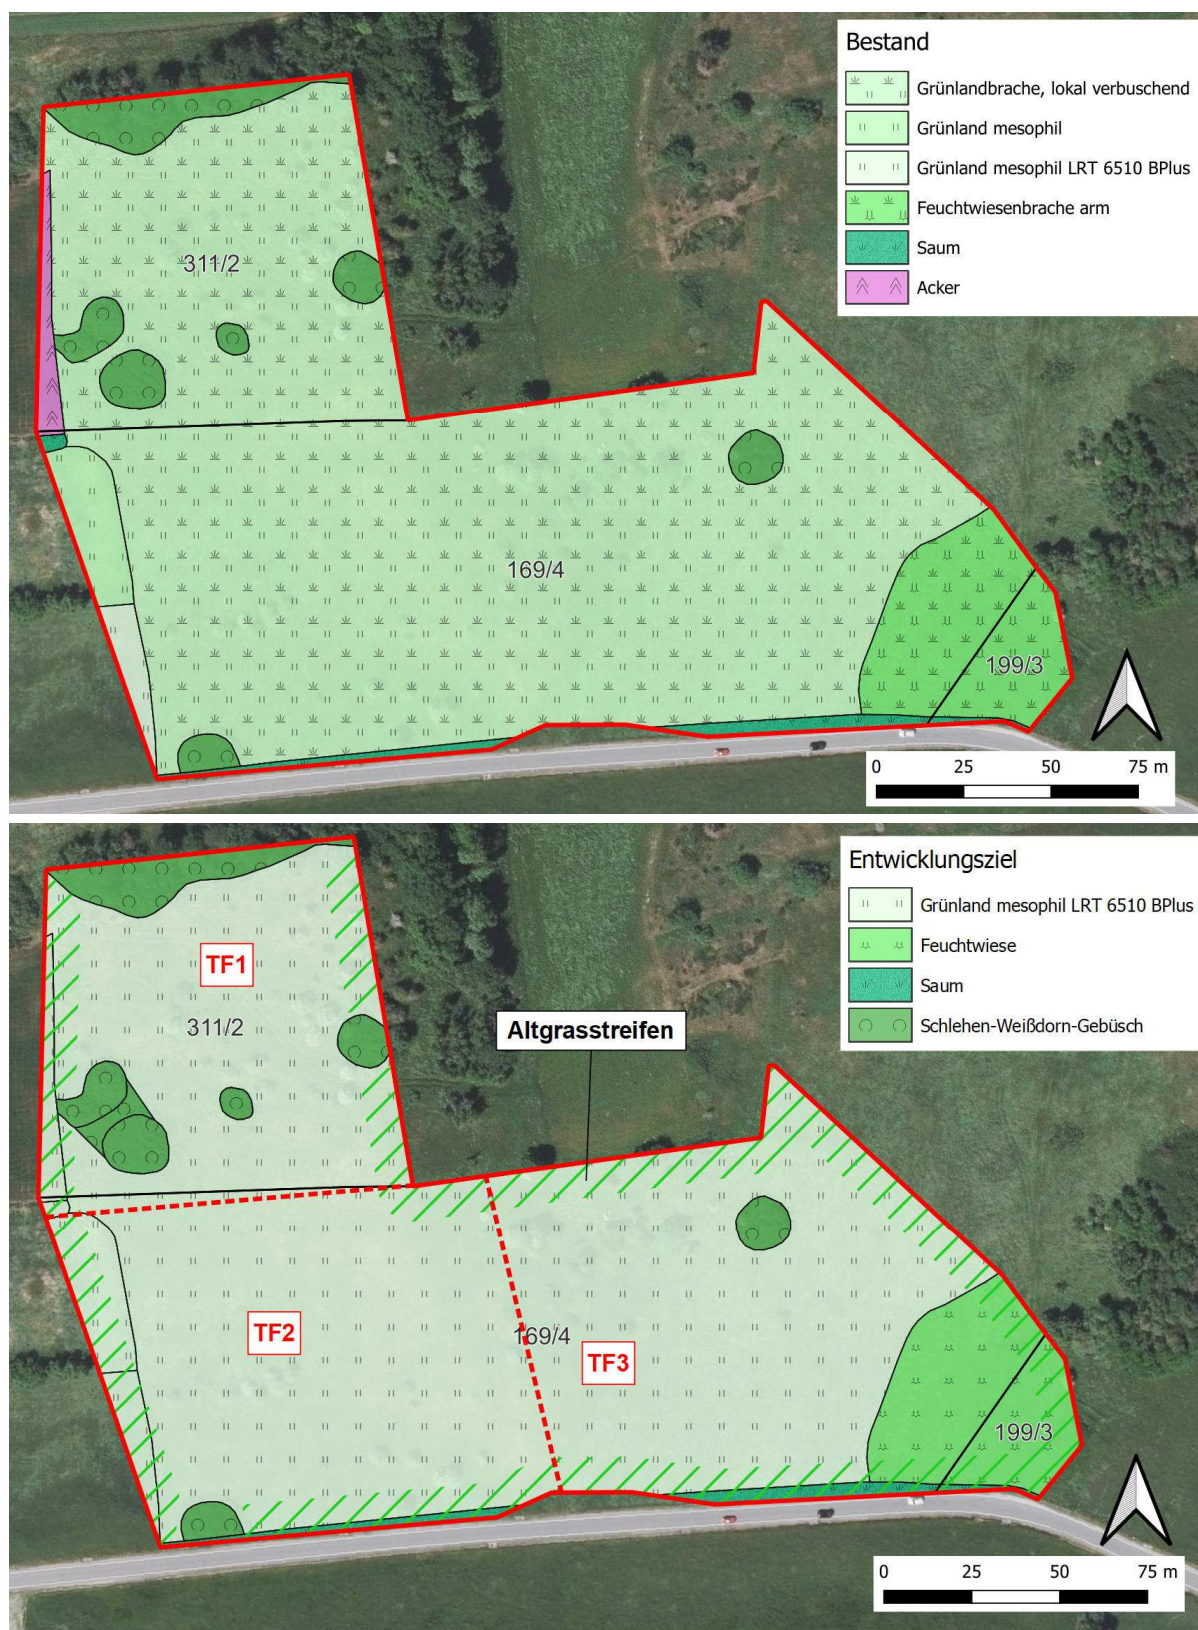 Bestand
Grünlandbrache, lokal verbuschend
Grünland mesophil
Grünland mesophil LRT 6510 BPlus
Feuchtwiesenbrache arm
Saum
Acker
311/2
169/4
199/3
0 25 50 75 m
Entwicklungsziel
Grünland mesophil LRT 6510 BPlus
Feuchtwiese
Saum
Schlehen-Weißdorn-Gebüsch
TF1
311/2
Altgrasstreifen
TF2
169/4
TF3
199/3
0 25 50 75 m